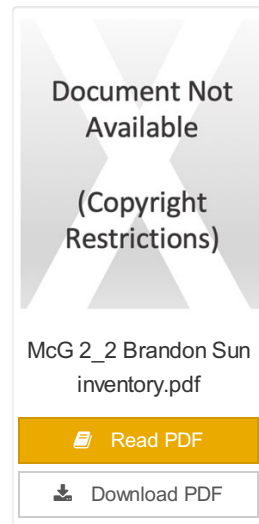 Document Not
Available
(Copyright
Restrictions)
McG 2_2 Brandon Sun
inventory.pdf
Read PDF
Download PDF